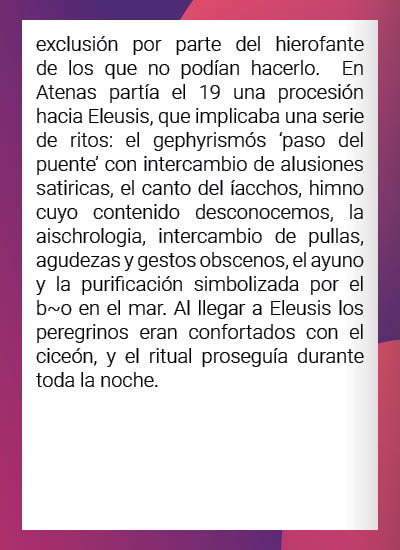 exclusión por parte del hierofante
de los que no podían hacerlo.  En
Atenas partía el 19 una procesión
hacia Eleusis, que implicaba una serie
de ritos: el gephyrismós ‘paso del
puente’ con intercambio de alusiones
satiricas, el canto del íacchos, himno
cuyo contenido desconocemos, la
aischrologia, intercambio de pullas,
agudezas y gestos obscenos, el ayuno
y la purificación simbolizada por el
b~o en el mar. Al llegar a Eleusis los
peregrinos eran confortados con el
ciceón, y el ritual proseguía durante
toda la noche.